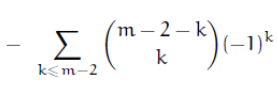 − ∑_{k⩽m−2} \binom{m−2−k}{k} (−1)^k